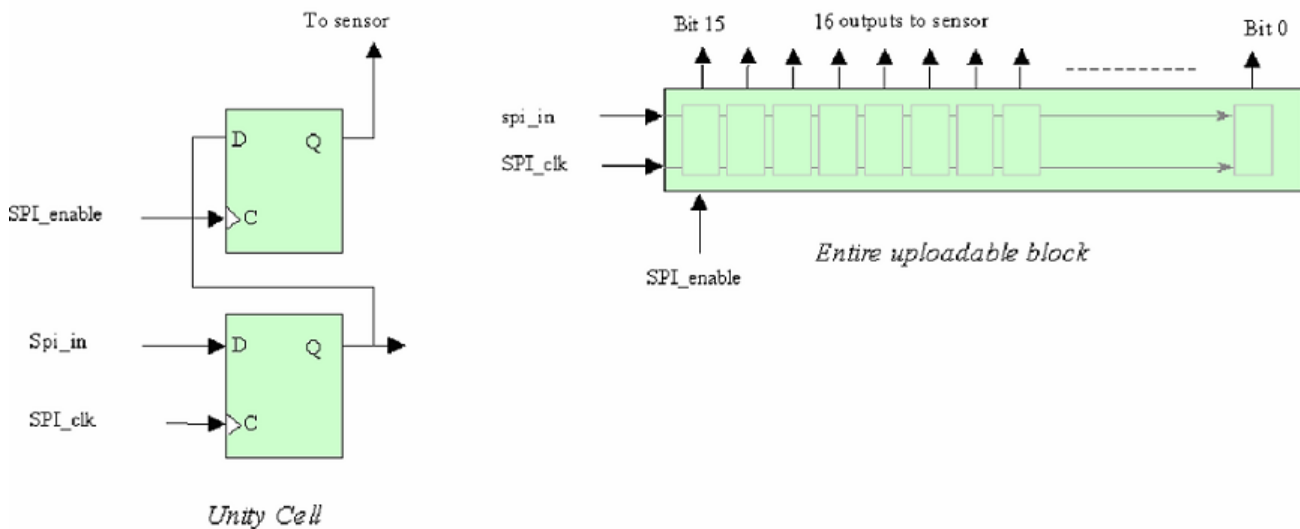 To sensor
D Q
SPI_enable
C
Spi_in
D Q
SPI_clk
C
Unity Cell
Bit 15
16 outputs to sensor
Bit 0
spi_in
SPI_clk
SPI_enable
Entire uploadable block